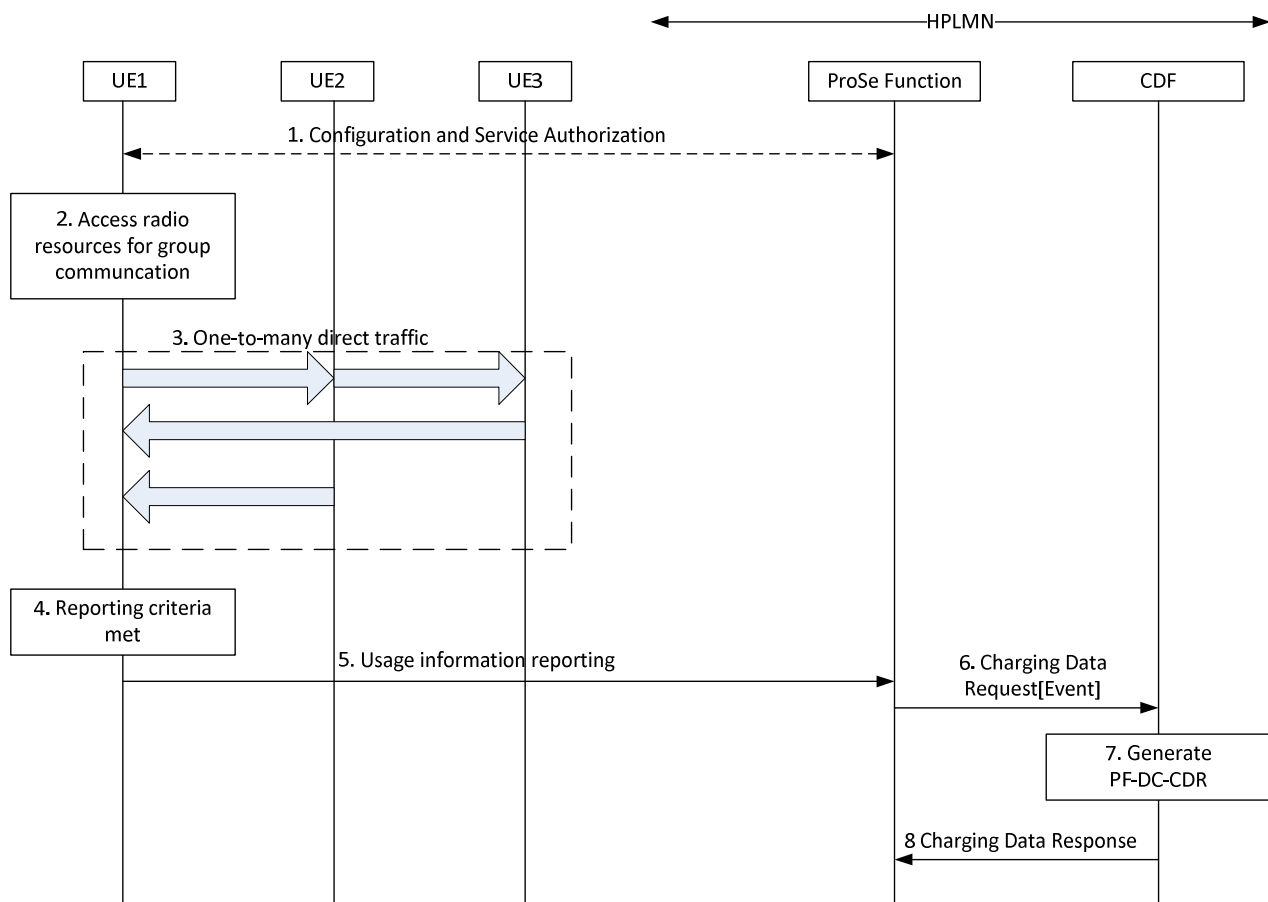 HPLMN
UE1
UE2
UE3
ProSe Function
CDF
1. Configuration and Service Authorization
2. Access radio
resources for group
communcation
3. One-to-many direct traffic
4. Reporting criteria
met
5. Usage information reporting
6. Charging Data
Request[Event]
7. Generate
PF-DC-CDR
8 Charging Data Response